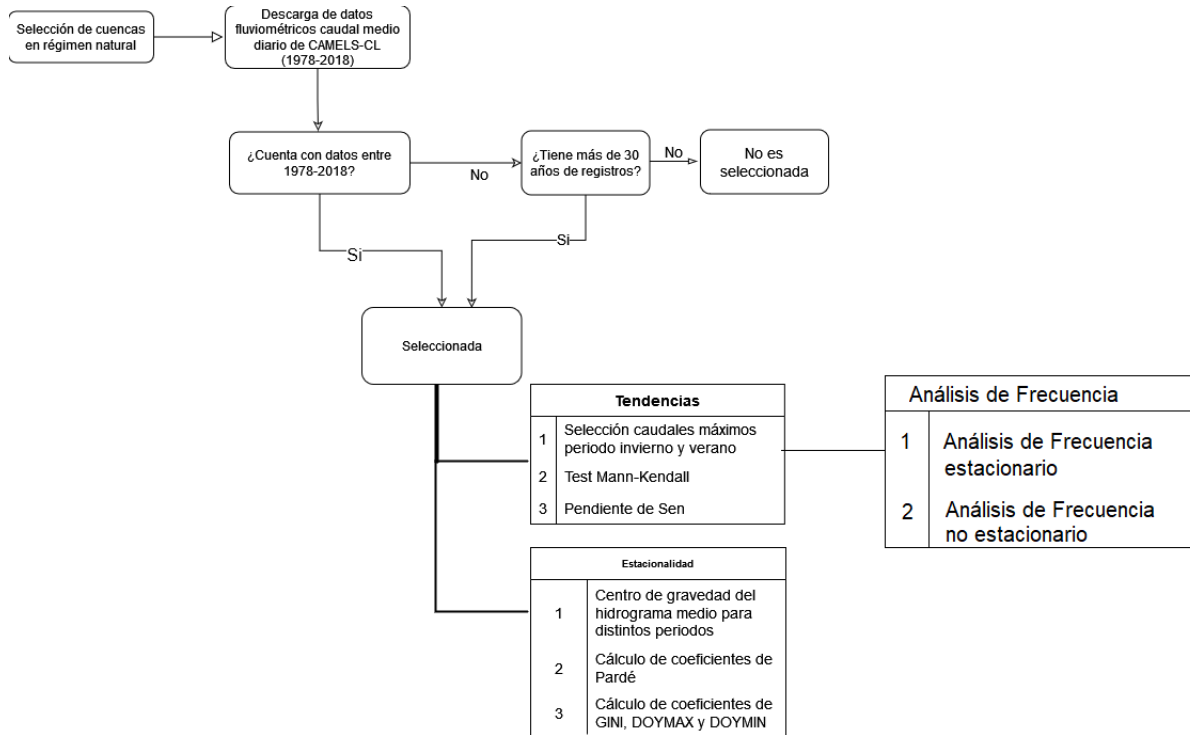 Selección de cuencas
en régimen natural
Descarga de datos
fluviométricos caudal medio
diario de CAMELS-CL
(1978-2018)
¿Cuenta con datos entre
1978-2018?
No
¿Tiene más de 30
años de registros?
No
No es
seleccionada
Si
Si
Seleccionada
Tendencias
1 Selección caudales máximos
periodo invierno y verano
2 Test Mann-Kendall
3 Pendiente de Sen
Análisis de Frecuencia
1 Análisis de Frecuencia
estacionario
2 Análisis de Frecuencia
no estacionario
Estacionalidad
1 Centro de gravedad del
hidrograma medio para
distintos periodos
2 Cálculo de coeficientes de
Pardé
3 Cálculo de coeficientes de
GINI, DOYMAX y DOYMIN